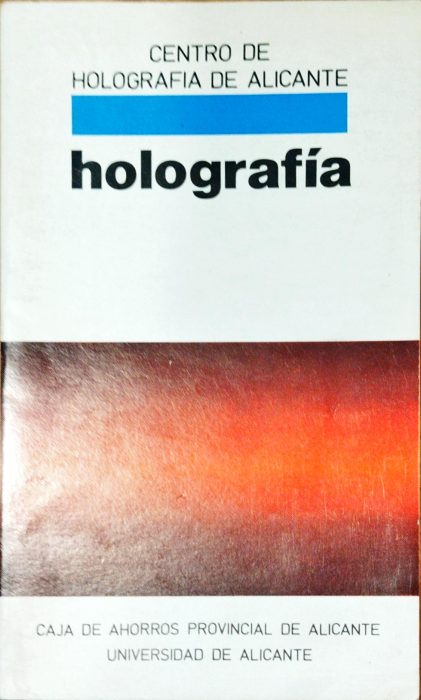 CENTRO DE
HOLOGRAFIA DE ALICANTE
holografía
CAJA DE AHORROS PROVINCIAL DE ALICANTE
UNIVERSIDAD DE ALICANTE